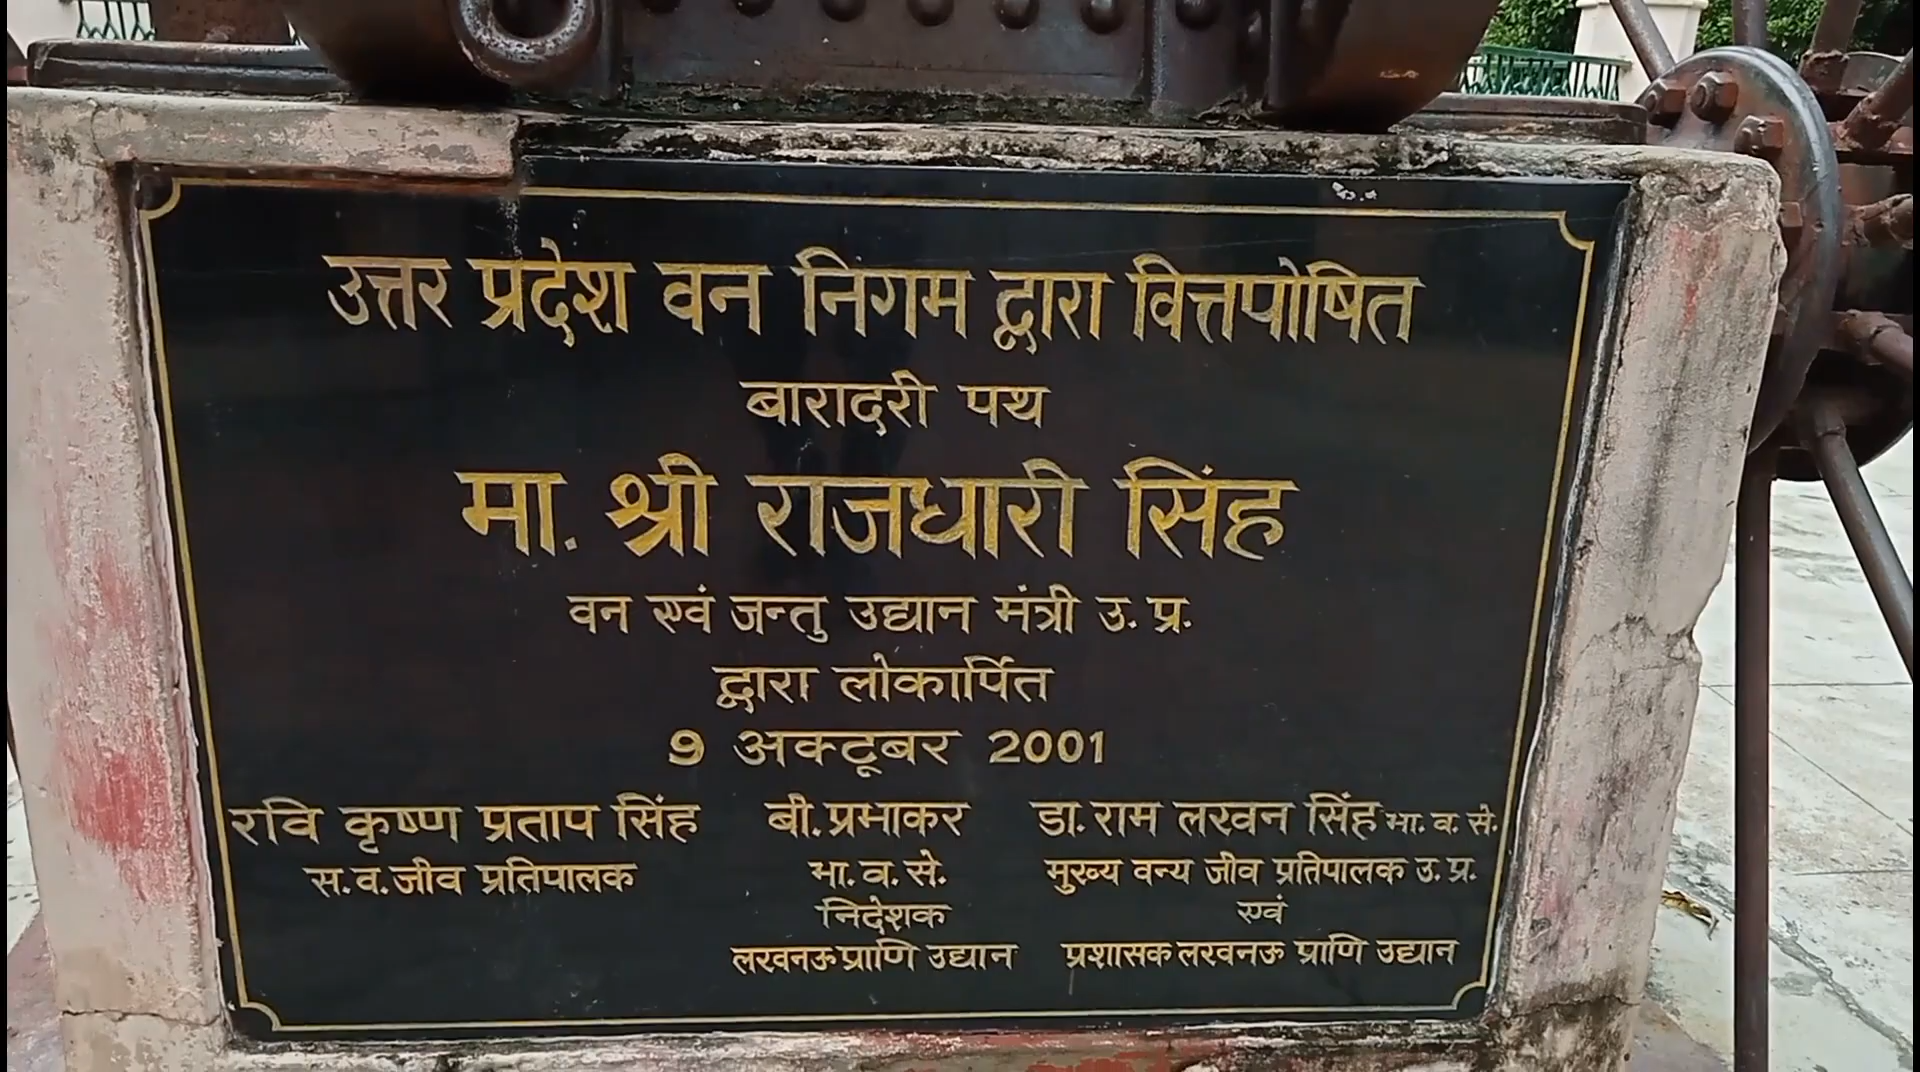 उत्तर प्रदेश वन निगम द्वारा वित्तपोषित
बारादरी पथ
मा. श्री राजधारी सिंह
वन एवं जन्तु उद्यान मंत्री उ. प्र.
द्वारा लोकार्पित
9 अक्टूबर 2001
रवि कृष्ण प्रताप सिंह
स.व.जीव प्रतिपालक
बी.प्रभाकर
भा.व.से.
निदेशक
लखनऊ प्राणि उद्यान
डा.राम लखन सिंह भा.व.से.
मुख्य वन्य जीव प्रतिपालक उ.प्र.
एवं
प्रशासक लखनऊ प्राणि उद्यान